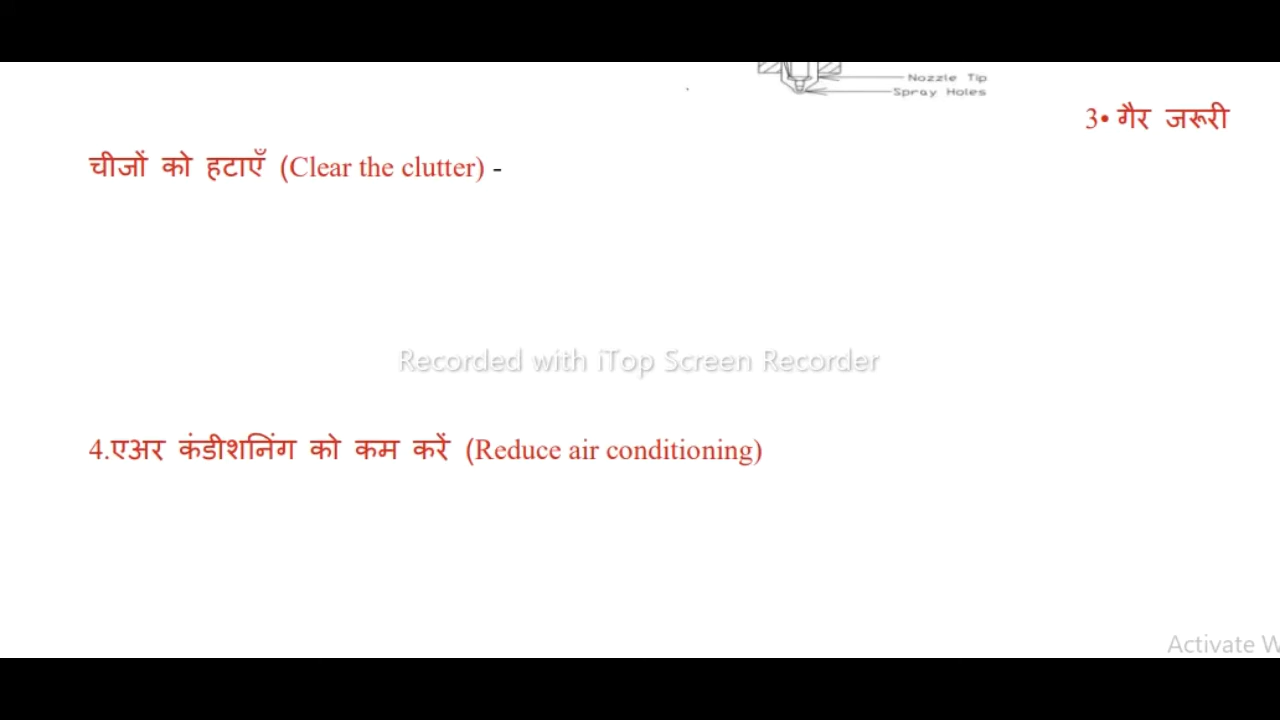 Nozzle Tip
Spray Holes
3• गैर जरूरी
चीजों को हटाएँ (Clear the clutter) -
Recorded with iTop Screen Recorder
4.एअर कंडीशनिंग को कम करें (Reduce air conditioning)
Activate W